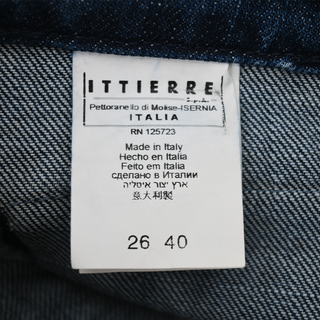 ITTIERRE
S.p.A.
Pettoranello di Molise-ISERNIA
ITALIA
RN 125723
Made in Italy
Hecho en Italia
Feito em Italia
сделано в Италии
ארץ יצור איטליה
意大利製
26 40